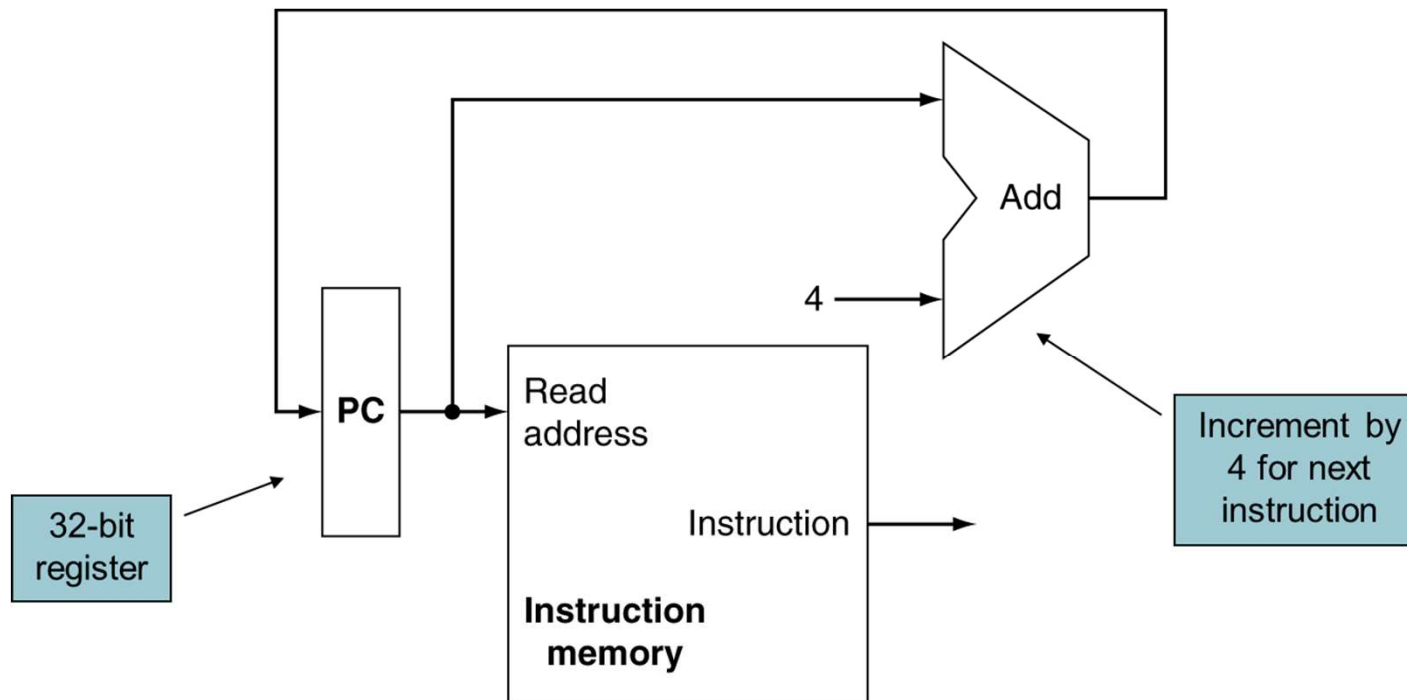 Add
4
PC
Read
address
Increment by
4 for next
instruction
Instruction
32-bit
register
Instruction
memory